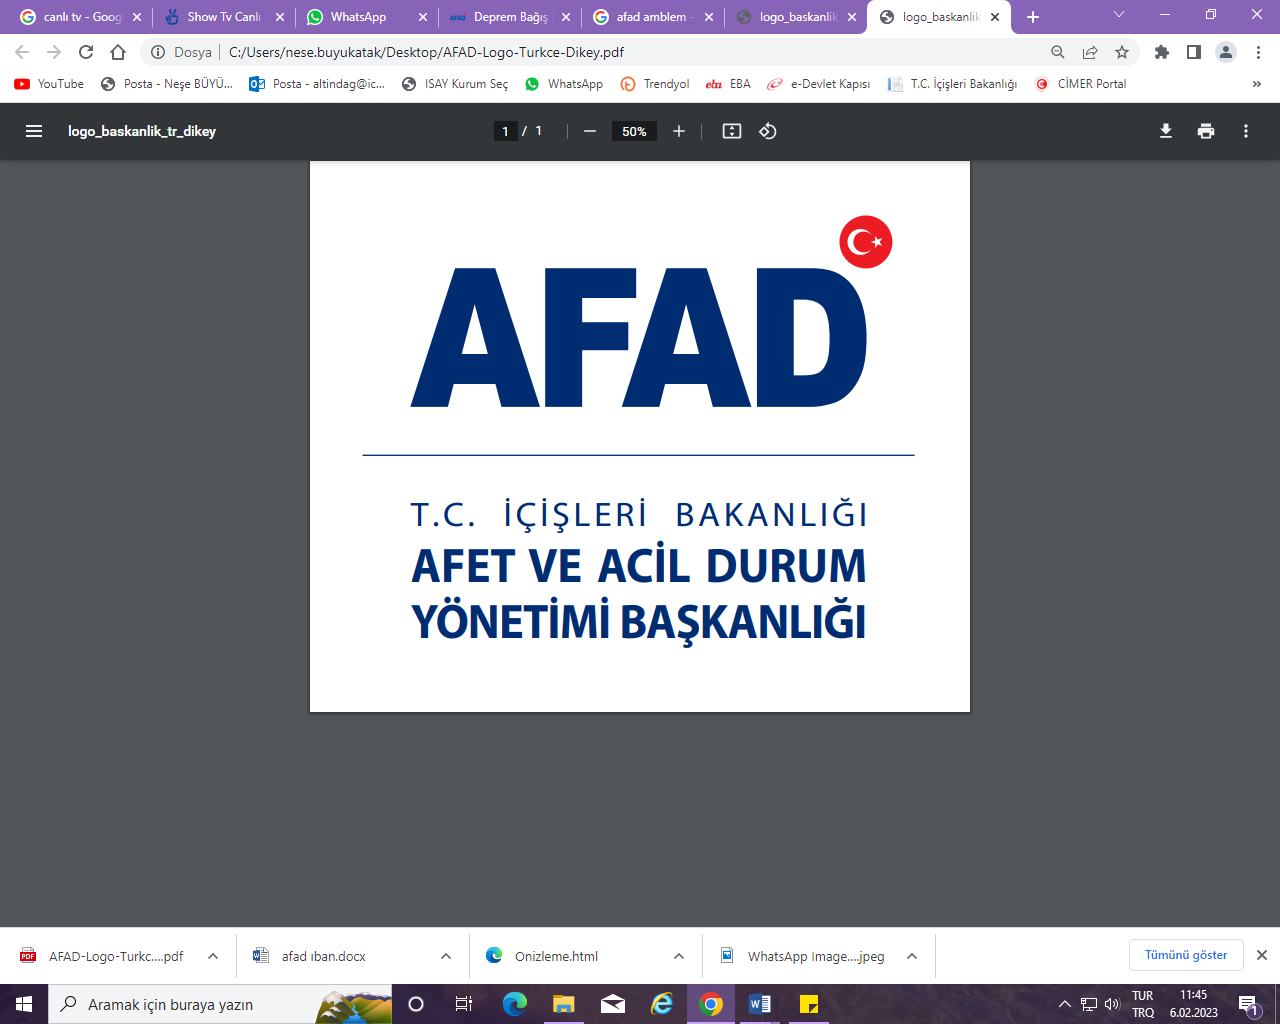 canlı tv - Goog
Show Tv Canlı
WhatsApp
AFAD Deprem Bağış
afad amblem -
logo_baskanlik
logo_baskanlik
Dosya C:/Users/nese.buyukatak/Desktop/AFAD-Logo-Turkce-Dikey.pdf
YouTube Posta - Neşe BÜYÜ... Posta - altindag@ic... ISAY Kurum Seç WhatsApp Trendyol eba EBA e-Devlet Kapısı T.C. İçişleri Bakanlığı CİMER Portal »
logo_baskanlik_tr_dikey 1 / 1 50%
AFAD
T.C. İÇİŞLERİ BAKANLIĞI
AFET VE ACİL DURUM
YÖNETİMİ BAŞKANLIĞI
PDF AFAD-Logo-Turkc....pdf afad ıban.docx Onizleme.html WhatsApp Image....jpeg Tümünü göster
Aramak için buraya yazın
TUR 11:45
TRQ 6.02.2023 1